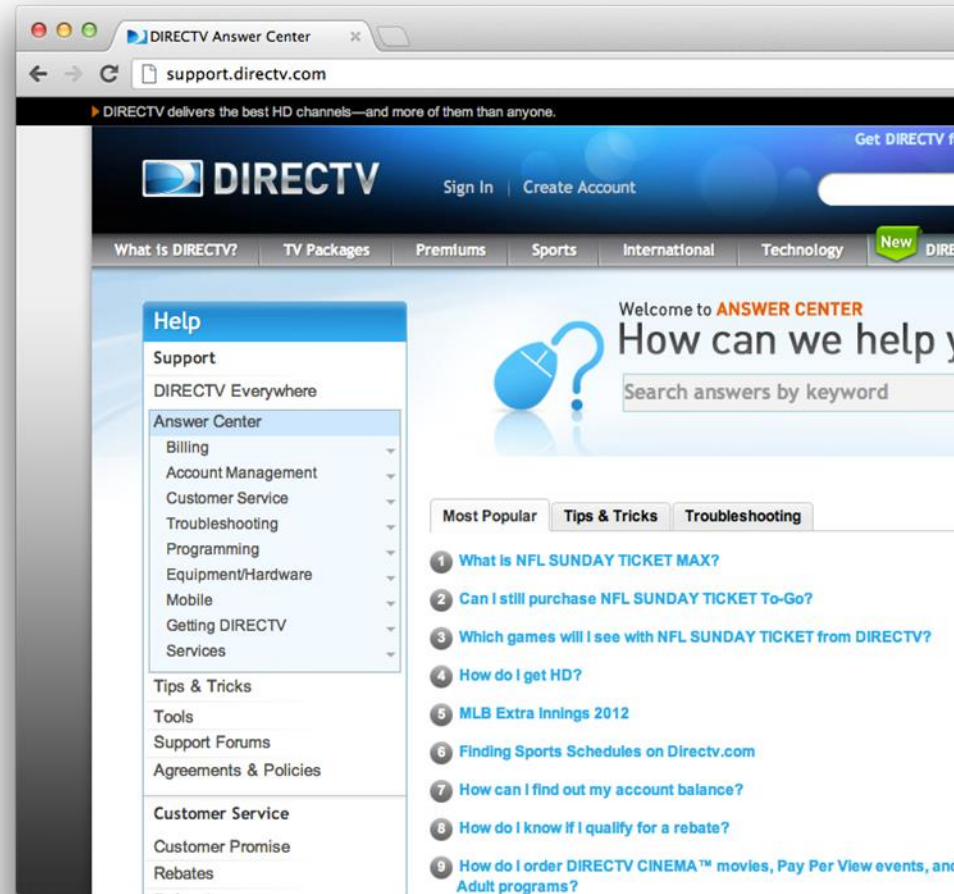 DIRECTV Answer Center
support.directv.com
DIRECTV delivers the best HD channels—and more of them than anyone.
Get DIRECTV f
DIRECTV
Sign In | Create Account
What is DIRECTV? TV Packages Premiums Sports International Technology New DIRE
Help
Support
DIRECTV Everywhere
Answer Center
Billing
Account Management
Customer Service
Troubleshooting
Programming
Equipment/Hardware
Mobile
Getting DIRECTV
Services
Tips & Tricks
Tools
Support Forums
Agreements & Policies
Customer Service
Customer Promise
Rebates
Welcome to ANSWER CENTER
How can we help y
Search answers by keyword
Most Popular Tips & Tricks Troubleshooting
1 What is NFL SUNDAY TICKET MAX?
2 Can I still purchase NFL SUNDAY TICKET To-Go?
3 Which games will I see with NFL SUNDAY TICKET from DIRECTV?
4 How do I get HD?
5 MLB Extra Innings 2012
6 Finding Sports Schedules on Directv.com
7 How can I find out my account balance?
8 How do I know if I qualify for a rebate?
9 How do I order DIRECTV CINEMA™ movies, Pay Per View events, and
Adult programs?